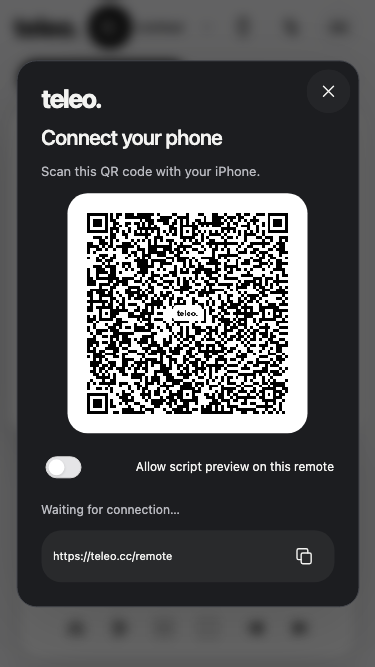 teleo.
teleo.
Connect your phone
Scan this QR code with your iPhone.
teleo.
Allow script preview on this remote
Waiting for connection...
https://teleo.cc/remote